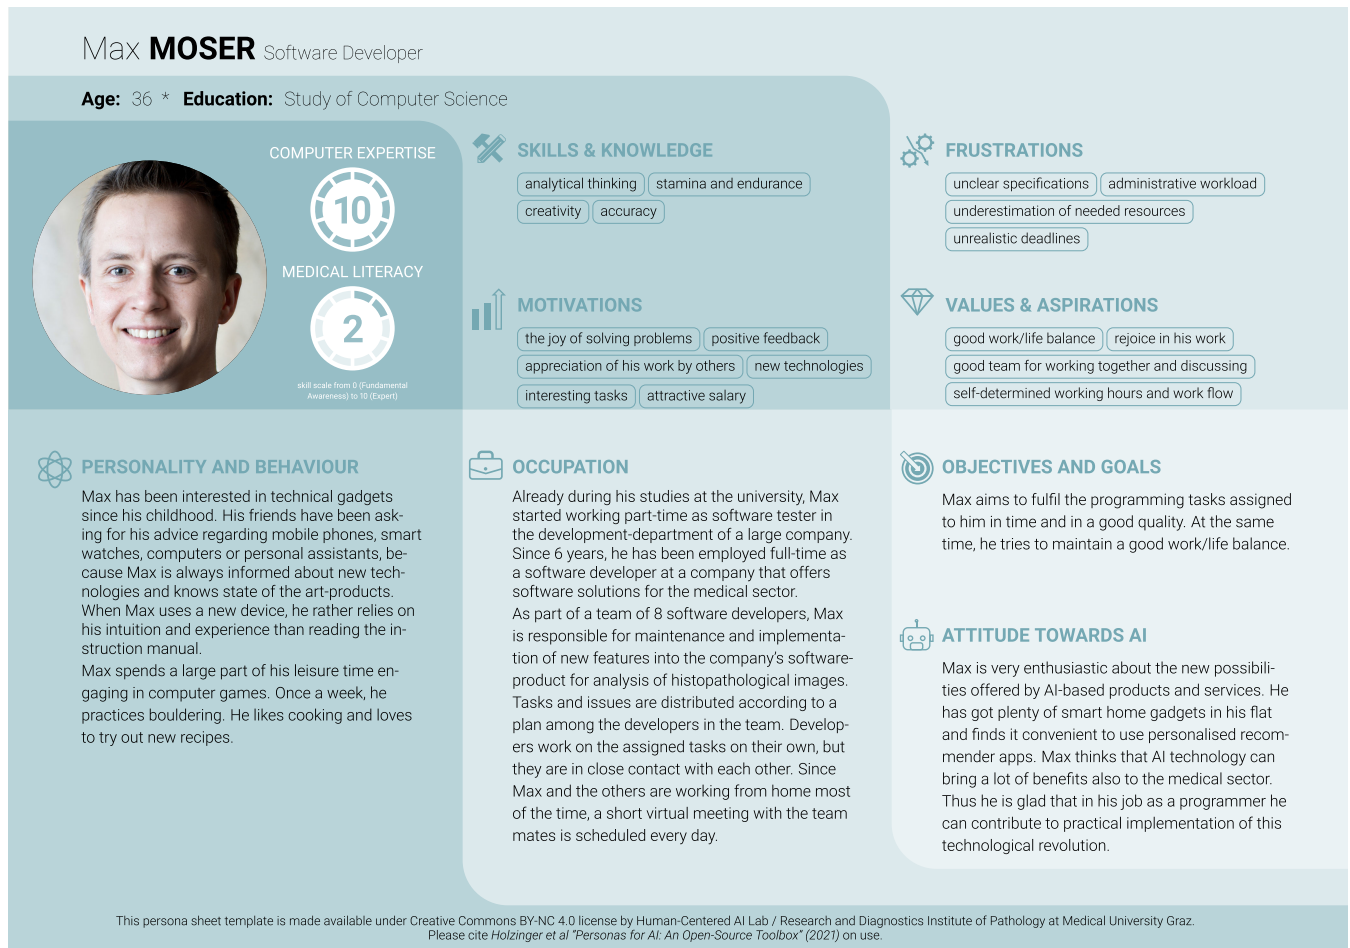 Max MOSER Software Developer
Age: 36 * Education: Study of Computer Science
COMPUTER EXPERTISE
10
MEDICAL LITERACY
2
skill scale from 0 (Fundamental
Awareness) to 10 (Expert)
SKILLS & KNOWLEDGE
analytical thinking stamina and endurance
creativity accuracy
MOTIVATIONS
the joy of solving problems positive feedback
appreciation of his work by others new technologies
interesting tasks attractive salary
FRUSTRATIONS
unclear specifications administrative workload
underestimation of needed resources
unrealistic deadlines
VALUES & ASPIRATIONS
good work/life balance rejoice in his work
good team for working together and discussing
self-determined working hours and work flow
PERSONALITY AND BEHAVIOUR
Max has been interested in technical gadgets
since his childhood. His friends have been ask-
ing for his advice regarding mobile phones, smart
watches, computers or personal assistants, be-
cause Max is always informed about new tech-
nologies and knows state of the art-products.
When Max uses a new device, he rather relies on
his intuition and experience than reading the in-
struction manual.
Max spends a large part of his leisure time en-
gaging in computer games. Once a week, he
practices bouldering. He likes cooking and loves
to try out new recipes.
OCCUPATION
Already during his studies at the university, Max
started working part-time as software tester in
the development-department of a large company.
Since 6 years, he has been employed full-time as
a software developer at a company that offers
software solutions for the medical sector.
As part of a team of 8 software developers, Max
is responsible for maintenance and implementa-
tion of new features into the company's software-
product for analysis of histopathological images.
Tasks and issues are distributed according to a
plan among the developers in the team. Develop-
ers work on the assigned tasks on their own, but
they are in close contact with each other. Since
Max and the others are working from home most
of the time, a short virtual meeting with the team
mates is scheduled every day.
OBJECTIVES AND GOALS
Max aims to fulfil the programming tasks assigned
to him in time and in a good quality. At the same
time, he tries to maintain a good work/life balance.
ATTITUDE TOWARDS AI
Max is very enthusiastic about the new possibili-
ties offered by AI-based products and services. He
has got plenty of smart home gadgets in his flat
and finds it convenient to use personalised recom-
mender apps. Max thinks that AI technology can
bring a lot of benefits also to the medical sector.
Thus he is glad that in his job as a programmer he
can contribute to practical implementation of this
technological revolution.
This persona sheet template is made available under Creative Commons BY-NC 4.0 license by Human-Centered AI Lab / Research and Diagnostics Institute of Pathology at Medical University Graz.
Please cite Holzinger et al "Personas for AI: An Open-Source Toolbox" (2021) on use.